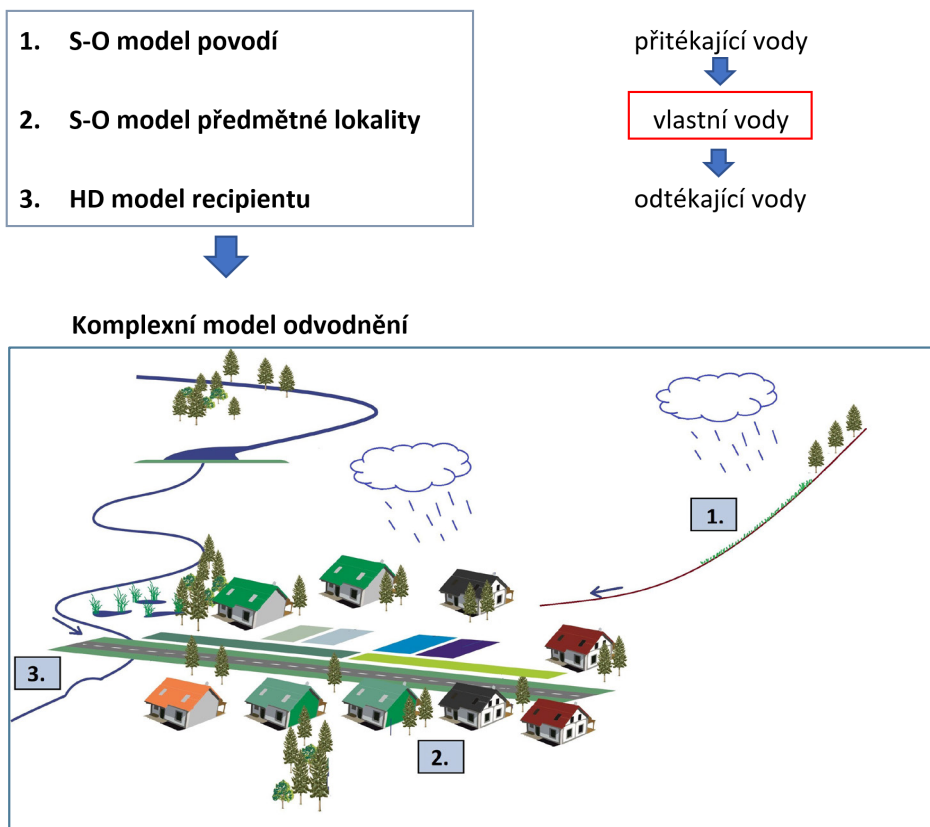 1. S-O model povodí
2. S-O model předmětné lokality
3. HD model recipientu
přitékající vody
vlastní vody
odtékající vody
Komplexní model odvodnění
1.
3.
2.